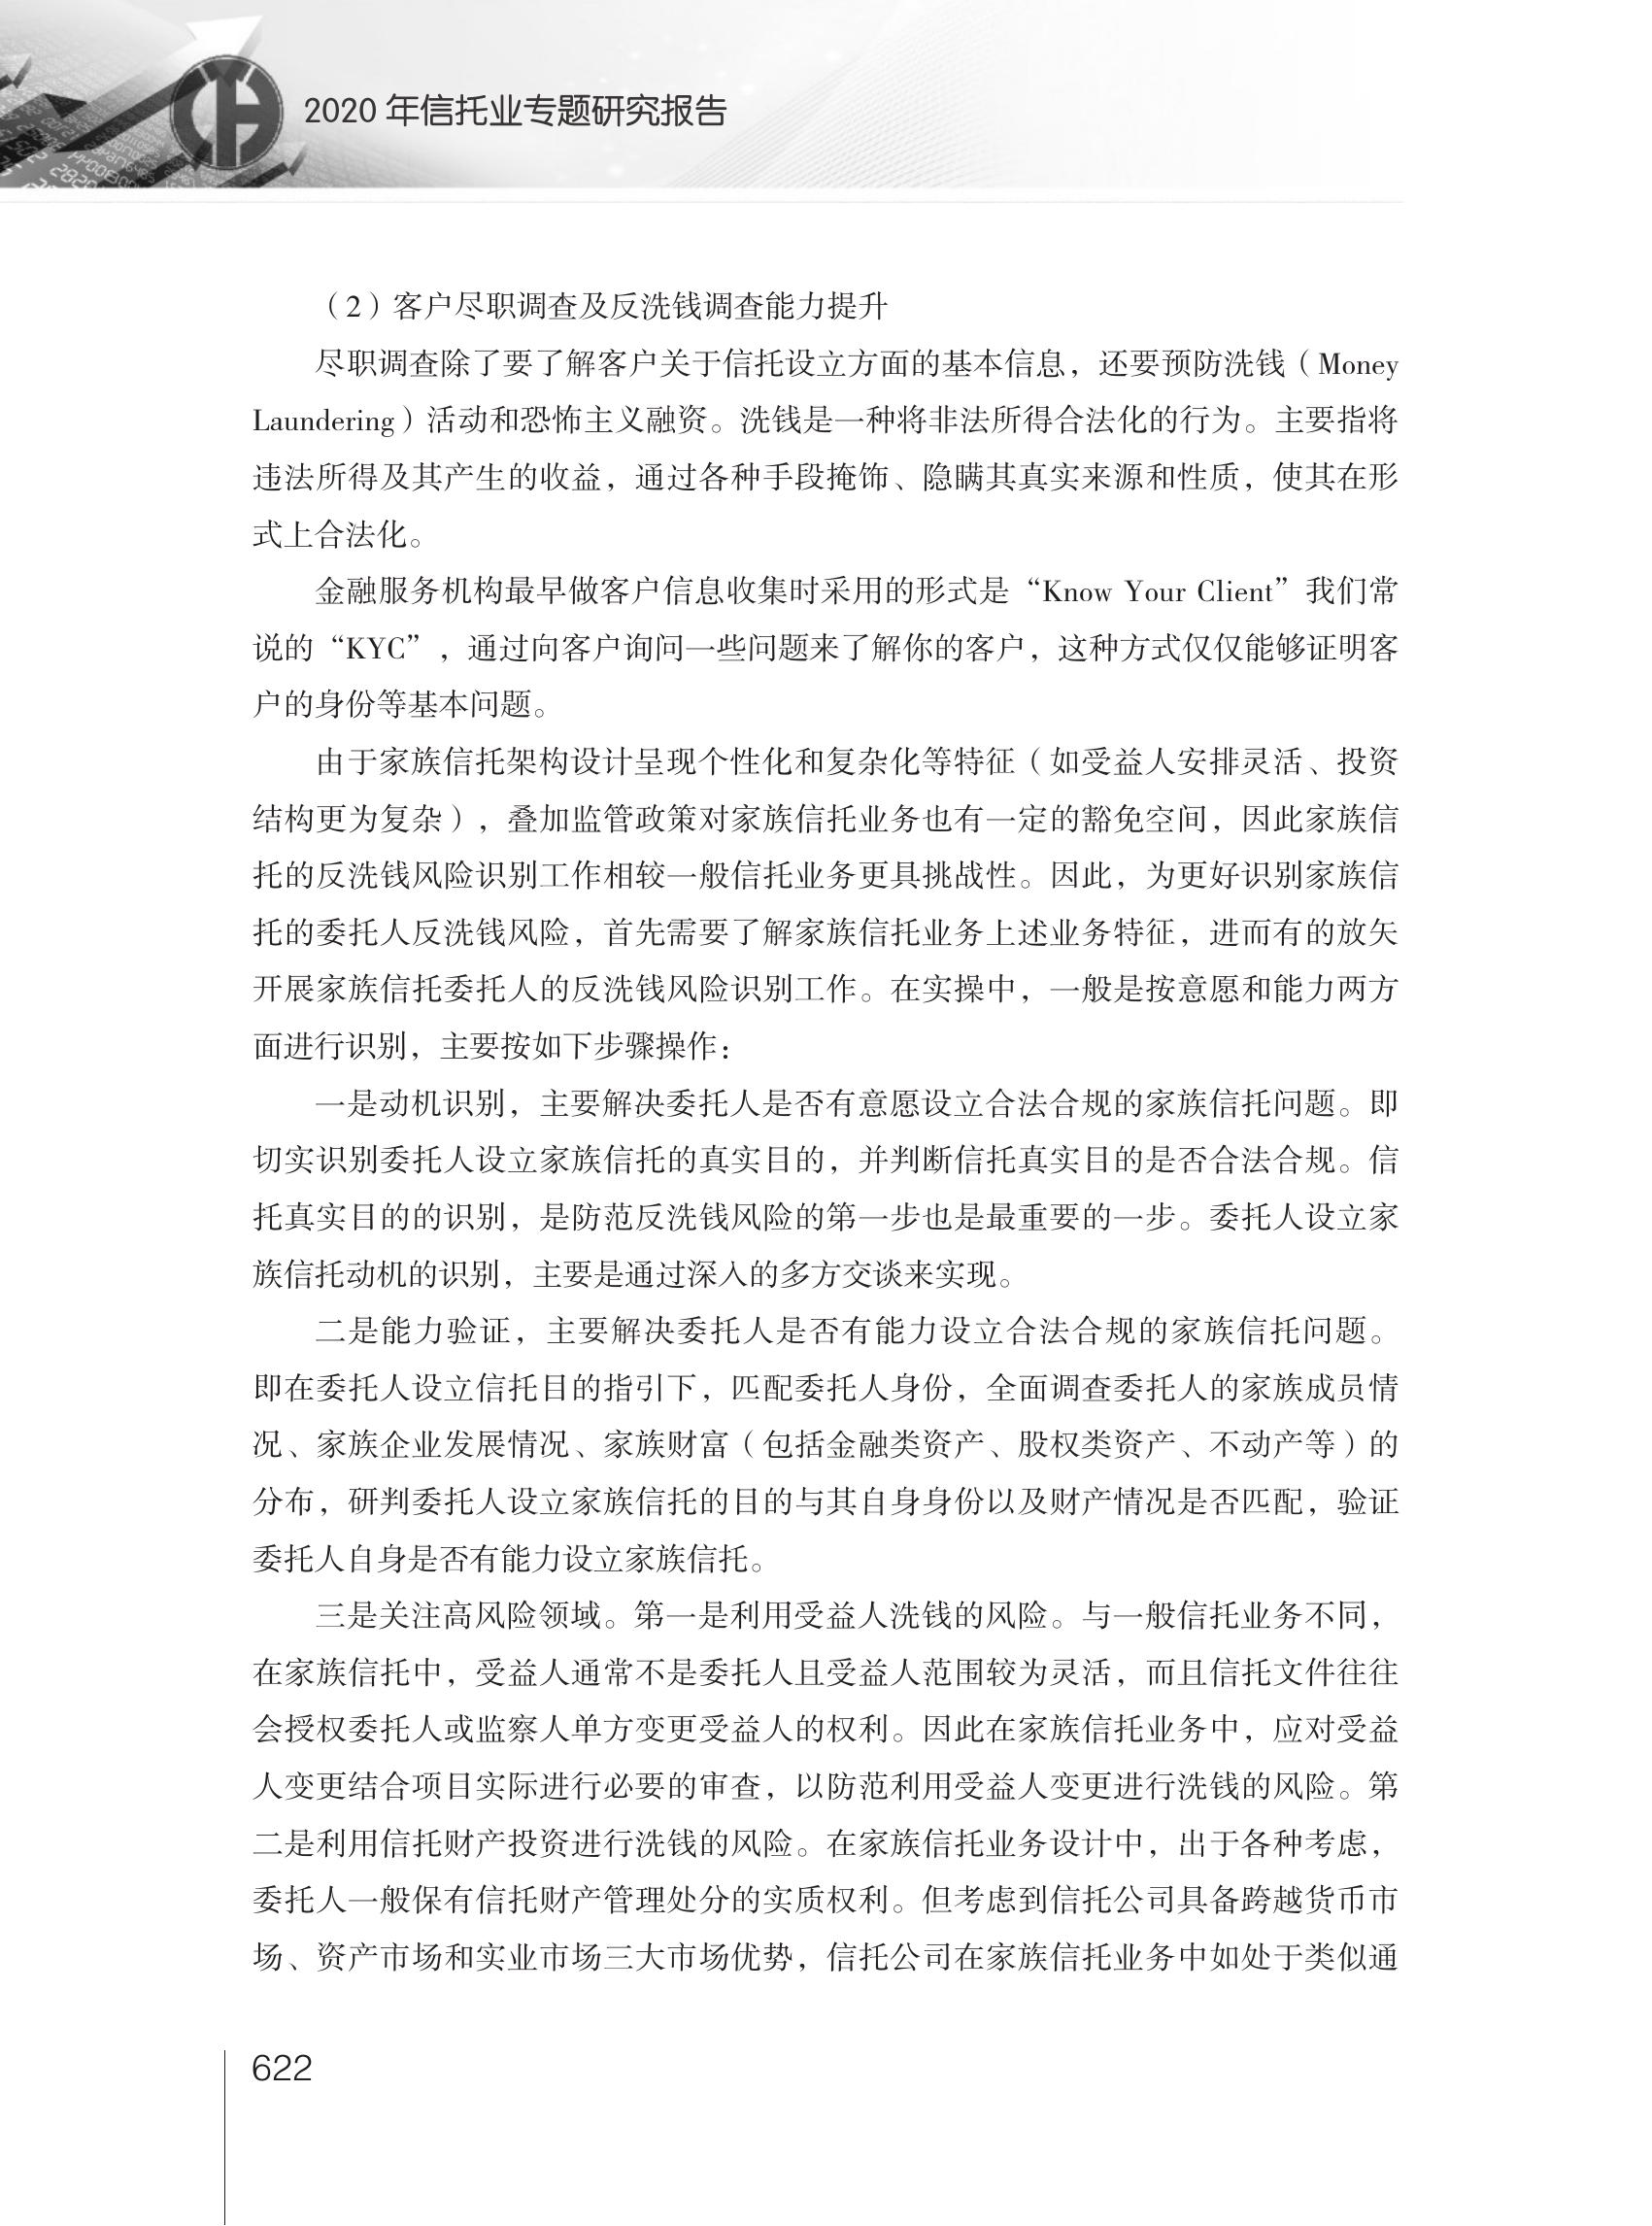 2020 年信托业专题研究报告
（2）客户尽职调查及反洗钱调查能力提升
尽职调查除了要了解客户关于信托设立方面的基本信息，还要预防洗钱（Money
Laundering）活动和恐怖主义融资。洗钱是一种将非法所得合法化的行为。主要指将
违法所得及其产生的收益，通过各种手段掩饰、隐瞒其真实来源和性质，使其在形
式上合法化。
金融服务机构最早做客户信息收集时采用的形式是“Know Your Client”我们常
说的“KYC”，通过向客户询问一些问题来了解你的客户，这种方式仅仅能够证明客
户的身份等基本问题。
由于家族信托架构设计呈现个性化和复杂化等特征（如受益人安排灵活、投资
结构更为复杂），叠加监管政策对家族信托业务也有一定的豁免空间，因此家族信
托的反洗钱风险识别工作相较一般信托业务更具挑战性。因此，为更好识别家族信
托的委托人反洗钱风险，首先需要了解家族信托业务上述业务特征，进而有的放矢
开展家族信托委托人的反洗钱风险识别工作。在实操中，一般是按意愿和能力两方
面进行识别，主要按如下步骤操作：
一是动机识别，主要解决委托人是否有意愿设立合法合规的家族信托问题。即
切实识别委托人设立家族信托的真实目的，并判断信托真实目的是否合法合规。信
托真实目的的识别，是防范反洗钱风险的第一步也是最重要的一步。委托人设立家
族信托动机的识别，主要是通过深入的多方交谈来实现。
二是能力验证，主要解决委托人是否有能力设立合法合规的家族信托问题。
即在委托人设立信托目的指引下，匹配委托人身份，全面调查委托人的家族成员情
况、家族企业发展情况、家族财富（包括金融类资产、股权类资产、不动产等）的
分布，研判委托人设立家族信托的目的与其自身身份以及财产情况是否匹配，验证
委托人自身是否有能力设立家族信托。
三是关注高风险领域。第一是利用受益人洗钱的风险。与一般信托业务不同，
在家族信托中，受益人通常不是委托人且受益人范围较为灵活，而且信托文件往往
会授权委托人或监察人单方变更受益人的权利。因此在家族信托业务中，应对受益
人变更结合项目实际进行必要的审查，以防范利用受益人变更进行洗钱的风险。第
二是利用信托财产投资进行洗钱的风险。在家族信托业务设计中，出于各种考虑，
委托人一般保有信托财产管理处分的实质权利。但考虑到信托公司具备跨越货币市
场、资产市场和实业市场三大市场优势，信托公司在家族信托业务中如处于类似通
622